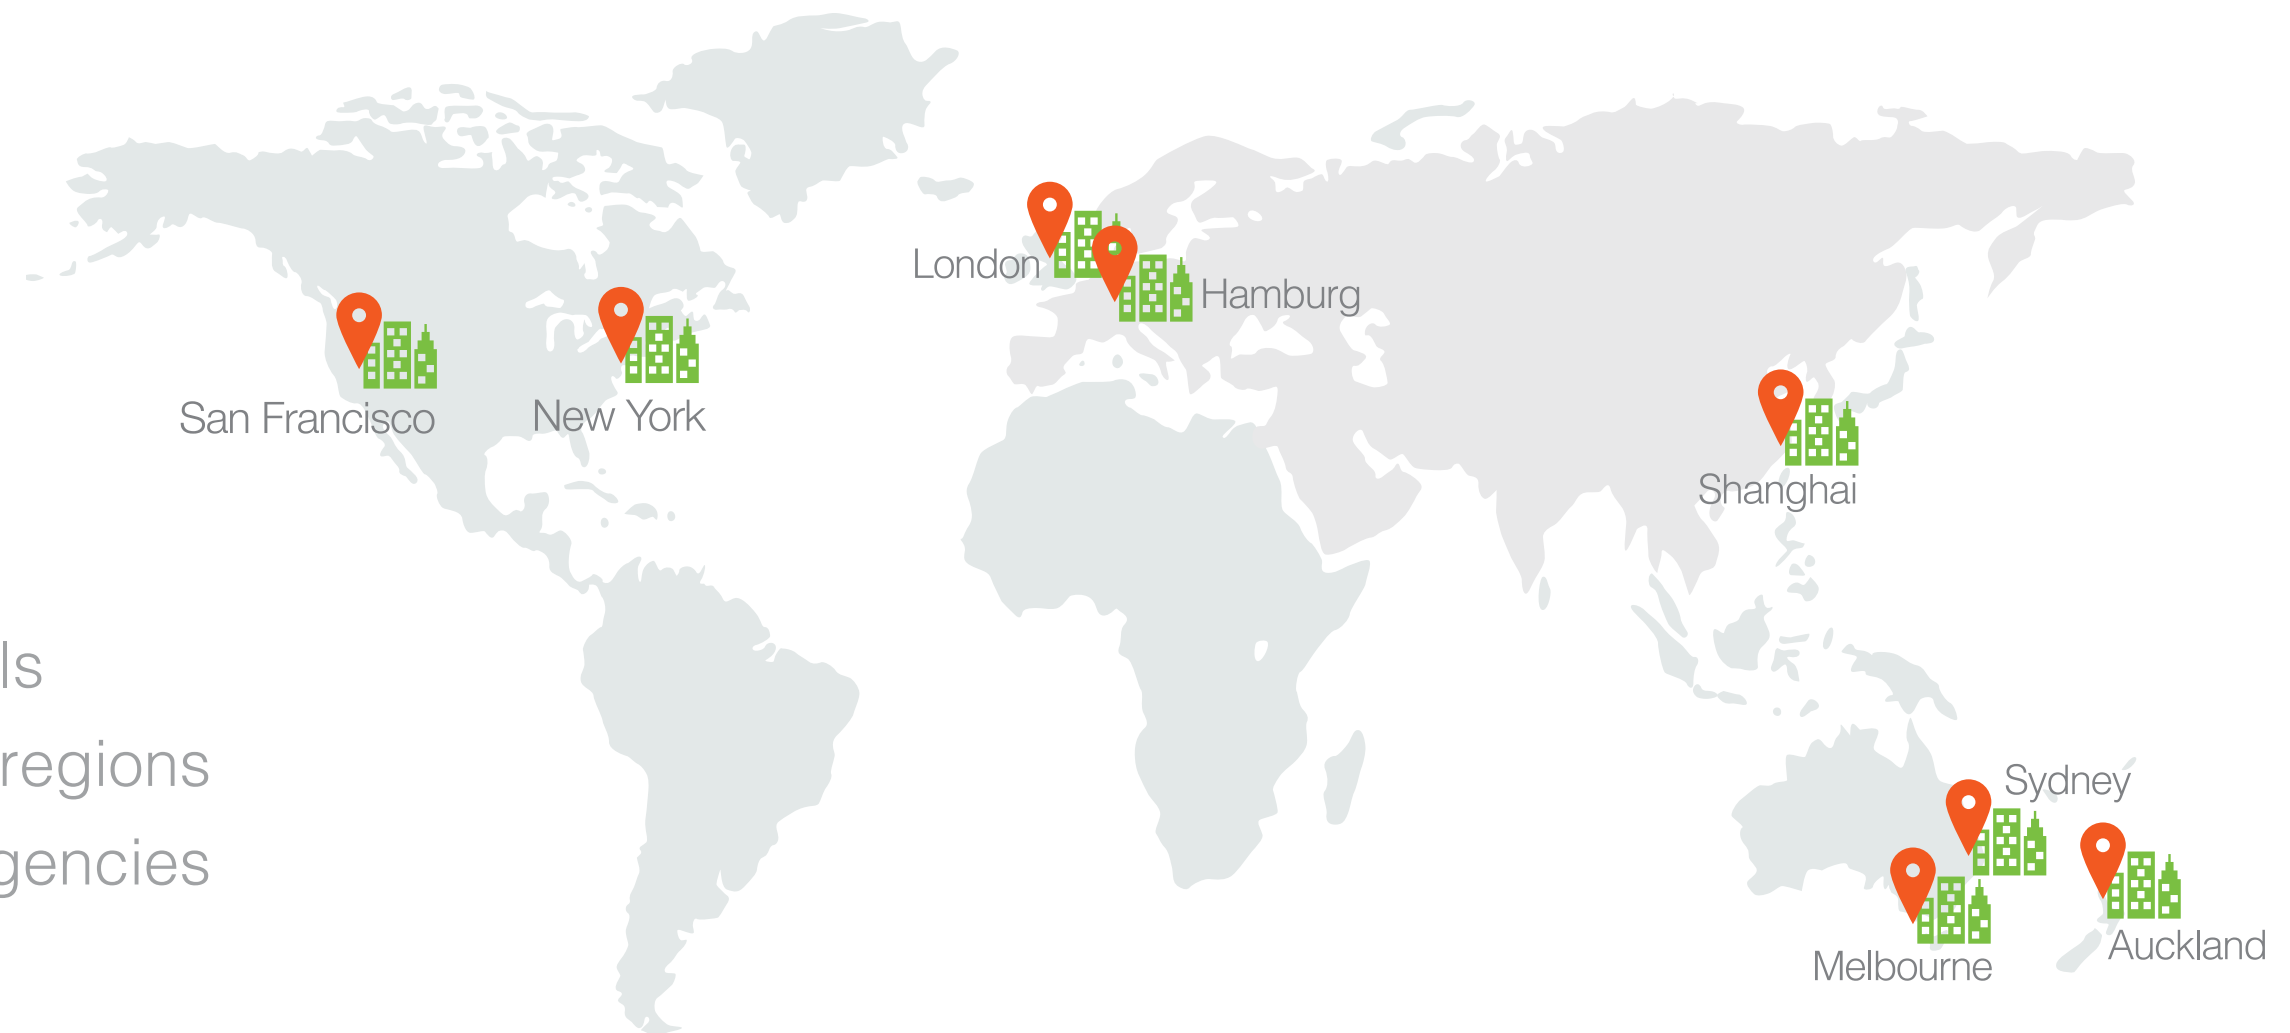 London
Hamburg
San Francisco
New York
Shanghai
ls
regions
gencies
Sydney
Auckland
Melbourne